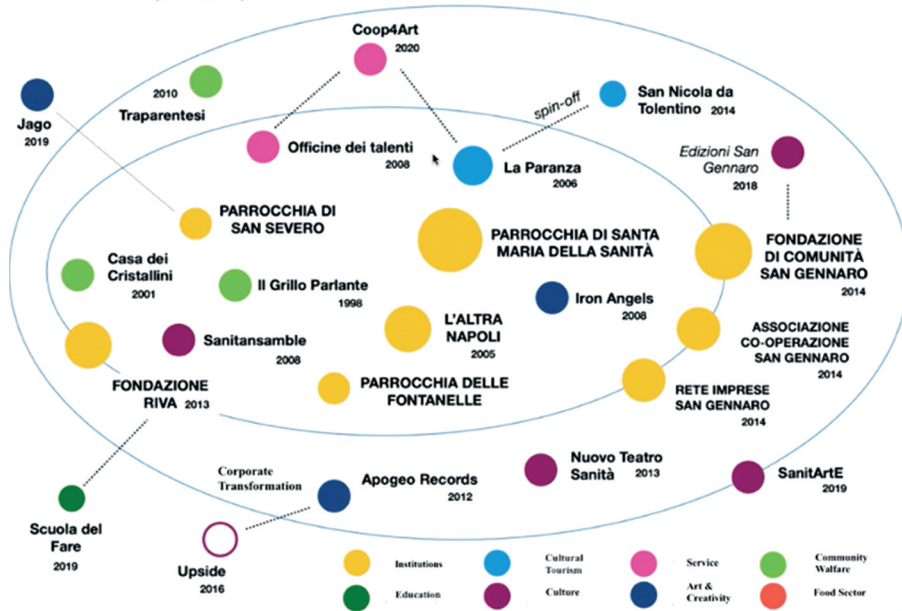 Coop4Art
2020
2010
Traparentesi
Jago
2019
spin-off
San Nicola da
Tolentino
2014
Officine dei talenti
2008
La Paranza
2006
Edizioni San
Gennaro
2018
PARROCCHIA DI
SAN SEVERO
PARROCCHIA DI SANTA
MARIA DELLA SANITÀ
FONDAZIONE
DI COMUNITÀ
SAN GENNARO
2014
Casa dei
Cristallini
2001
Il Grillo Parlante
1998
Iron Angels
2008
L'ALTRA
NAPOLI
2005
Sanitansamble
2008
ASSOCIAZIONE
CO-OPERAZIONE
SAN GENNARO
2014
FONDAZIONE
RIVA 2013
PARROCCHIA DELLE
FONTANELLE
RETE IMPRESE
SAN GENNARO
2014
Corporate
Transformation
Apogeo Records
2012
Nuovo Teatro
Sanità
2013
SanitArtE
2019
Scuola del
Fare
2019
Upside
2016
Institutions
Cultural
Tourism
Service
Community
Walfare
Education
Culture
Art &
Creativity
Food Sector